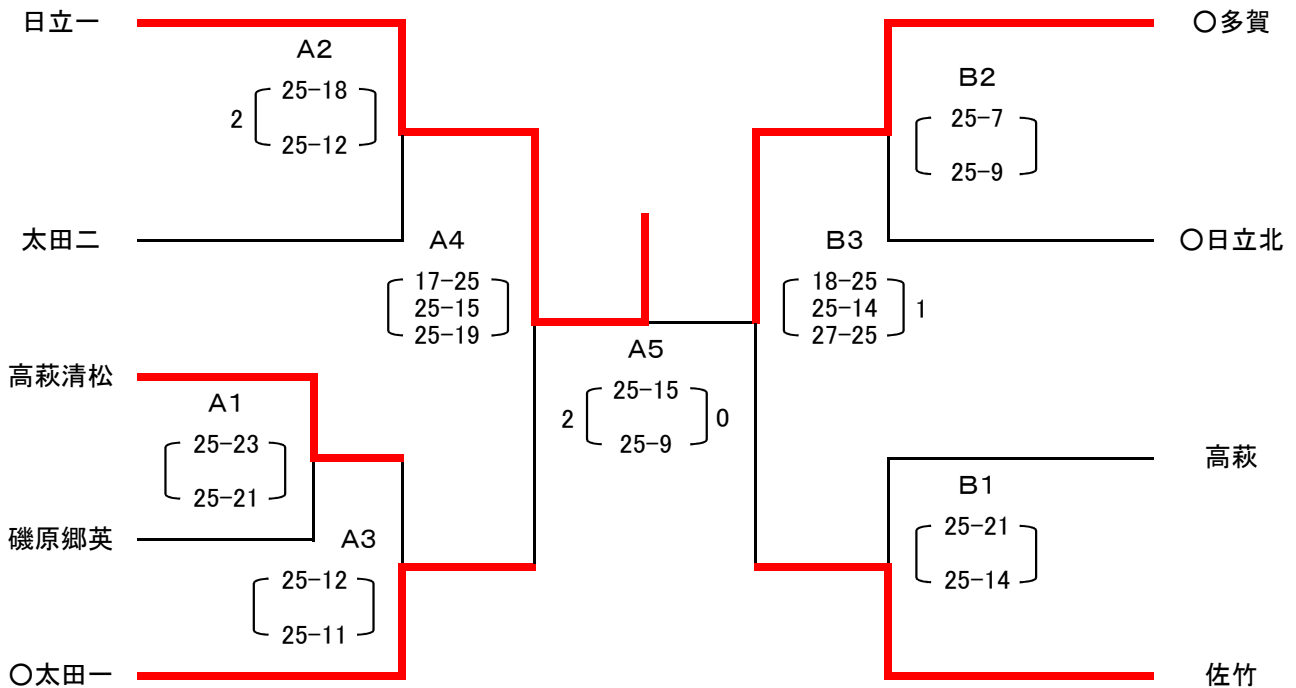 日立一
〇多賀
A2
B2
25-18
2
25-12
25-7
25-9
太田二
〇日立北
A4
B3
17-25
25-15
25-19
18-25
25-14
27-25
1
A5
25-15
2
0
25-9
高萩清松
A1
25-23
25-21
高萩
B1
25-21
25-14
磯原郷英
A3
25-12
25-11
〇太田一
佐竹